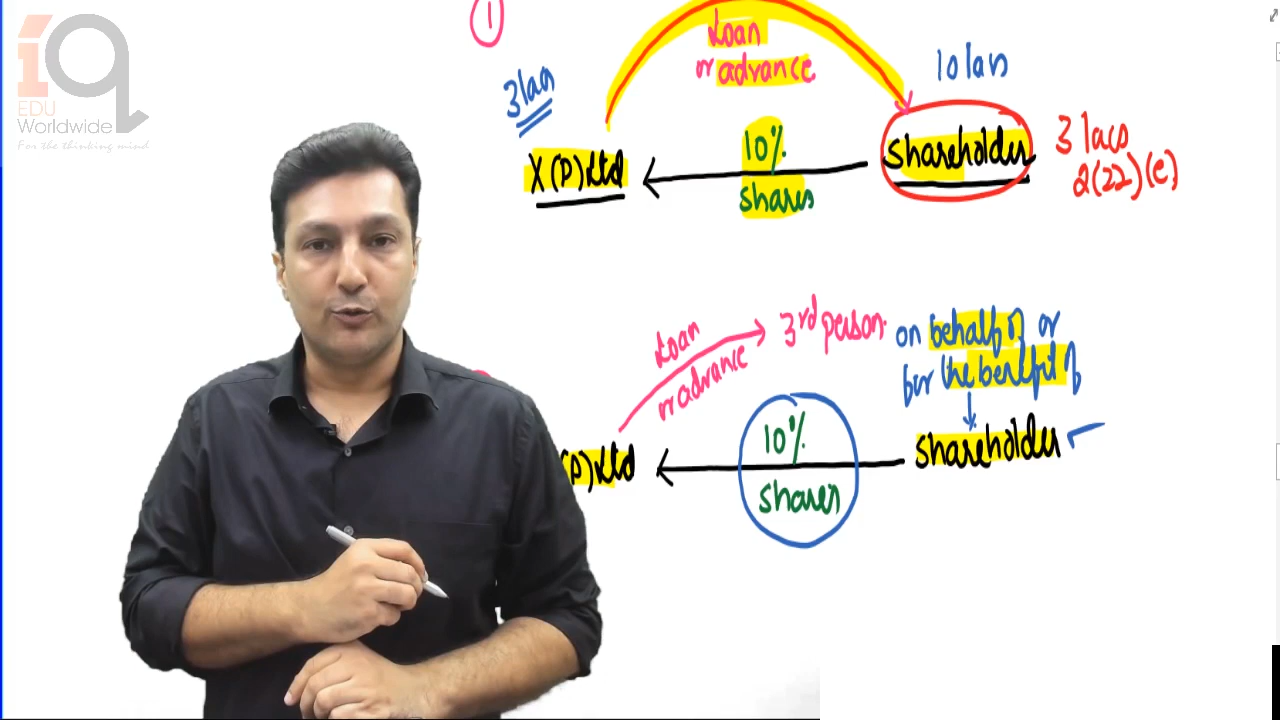 iQ
EDU
Worldwide
For the thinking mind
1
Loan
or advance
10 lacs
3 lacs
10%
shares
X (P) Ltd
Shareholder
3 lacs
2(22)(e)
Loan
or advance
3rd person
on behalf of or
for the benefit of
Shareholder
10%
shares
(P) Ltd